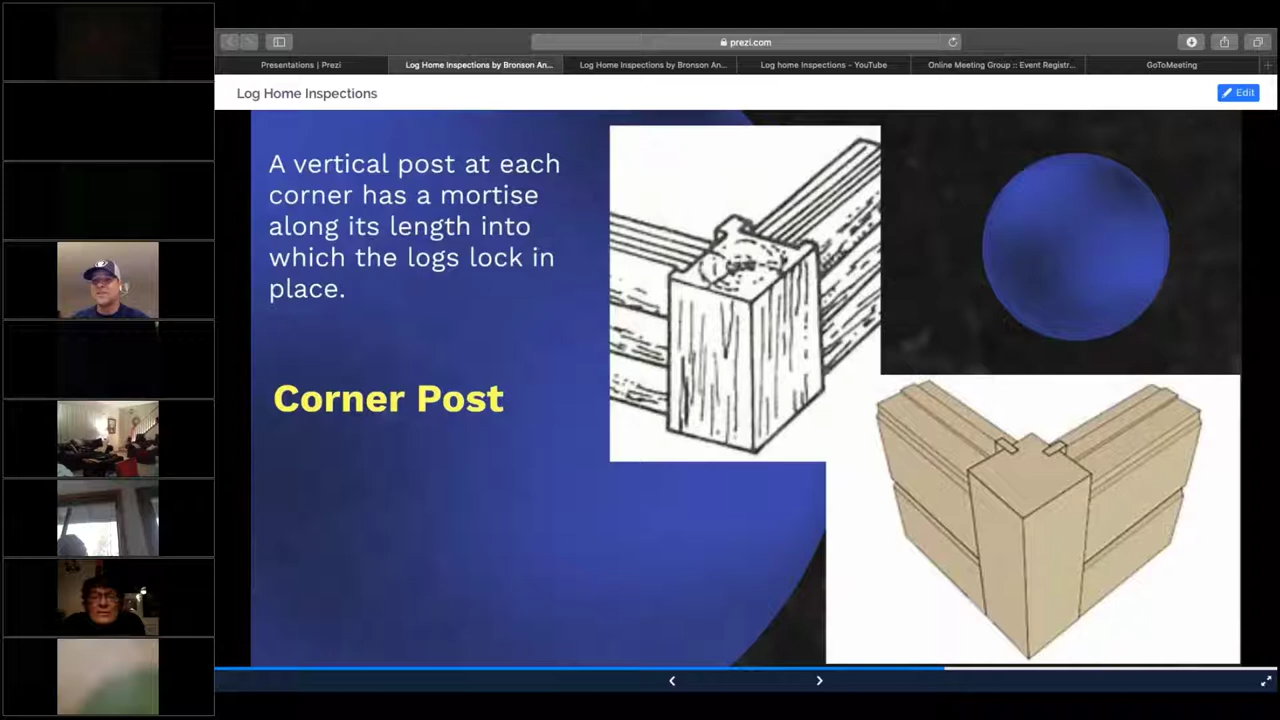 prezi.com
Presentations | Prezi
Log Home Inspections by Bronson An...
Log Home Inspections by Bronson An...
Log home Inspections - YouTube
Online Meeting Group :: Event Registr...
GoToMeeting
Log Home Inspections
Edit
A vertical post at each
corner has a mortise
along its length into
which the logs lock in
place.
Corner Post